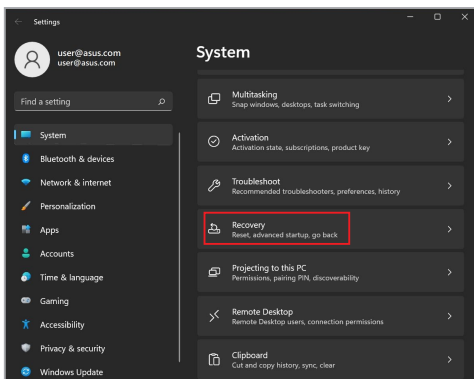 Settings
user@asus.com
user@asus.com
Find a setting
System
Bluetooth & devices
Network & internet
Personalization
Apps
Accounts
Time & language
Gaming
Accessibility
Privacy & security
Windows Update
System
Multitasking
Snap windows, desktops, task switching
Activation
Activation state, subscriptions, product key
Troubleshoot
Recommended troubleshooters, preferences, history
Recovery
Reset, advanced startup, go back
Projecting to this PC
Permissions, pairing PIN, discoverability
Remote Desktop
Remote Desktop users, connection permissions
Clipboard
Cut and copy history, sync, clear